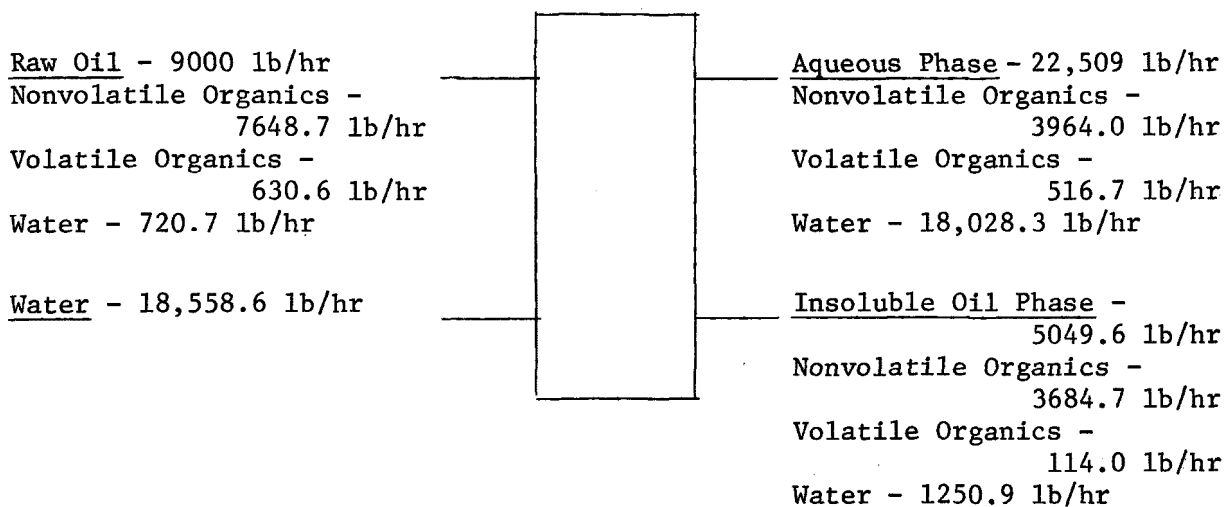 Raw Oil - 9000 lb/hr
Nonvolatile Organics -
7648.7 lb/hr
Volatile Organics -
630.6 lb/hr
Water - 720.7 lb/hr
Water - 18,558.6 lb/hr
Aqueous Phase - 22,509 lb/hr
Nonvolatile Organics -
3964.0 lb/hr
Volatile Organics -
516.7 lb/hr
Water - 18,028.3 lb/hr
Insoluble Oil Phase -
5049.6 lb/hr
Nonvolatile Organics -
3684.7 lb/hr
Volatile Organics -
114.0 lb/hr
Water - 1250.9 lb/hr